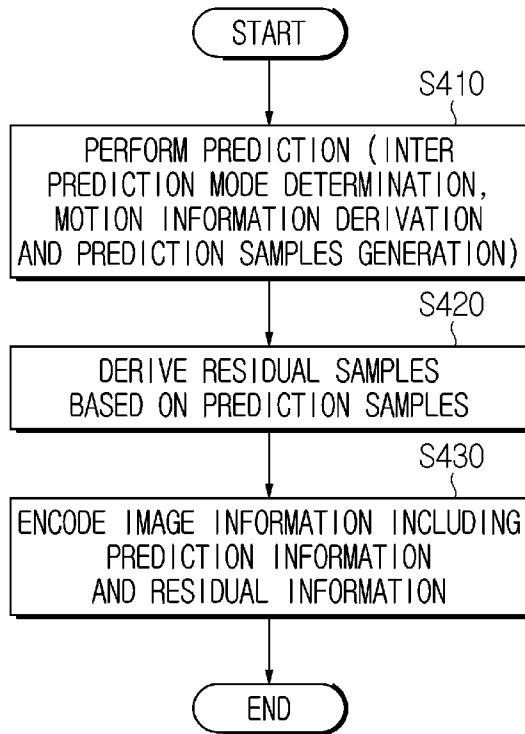 START
S410
PERFORM PREDICTION (INTER
PREDICTION MODE DETERMINATION,
MOTION INFORMATION DERIVATION
AND PREDICTION SAMPLES GENERATION)
S420
DERIVE RESIDUAL SAMPLES
BASED ON PREDICTION SAMPLES
S430
ENCODE IMAGE INFORMATION INCLUDING
PREDICTION INFORMATION
AND RESIDUAL INFORMATION
END